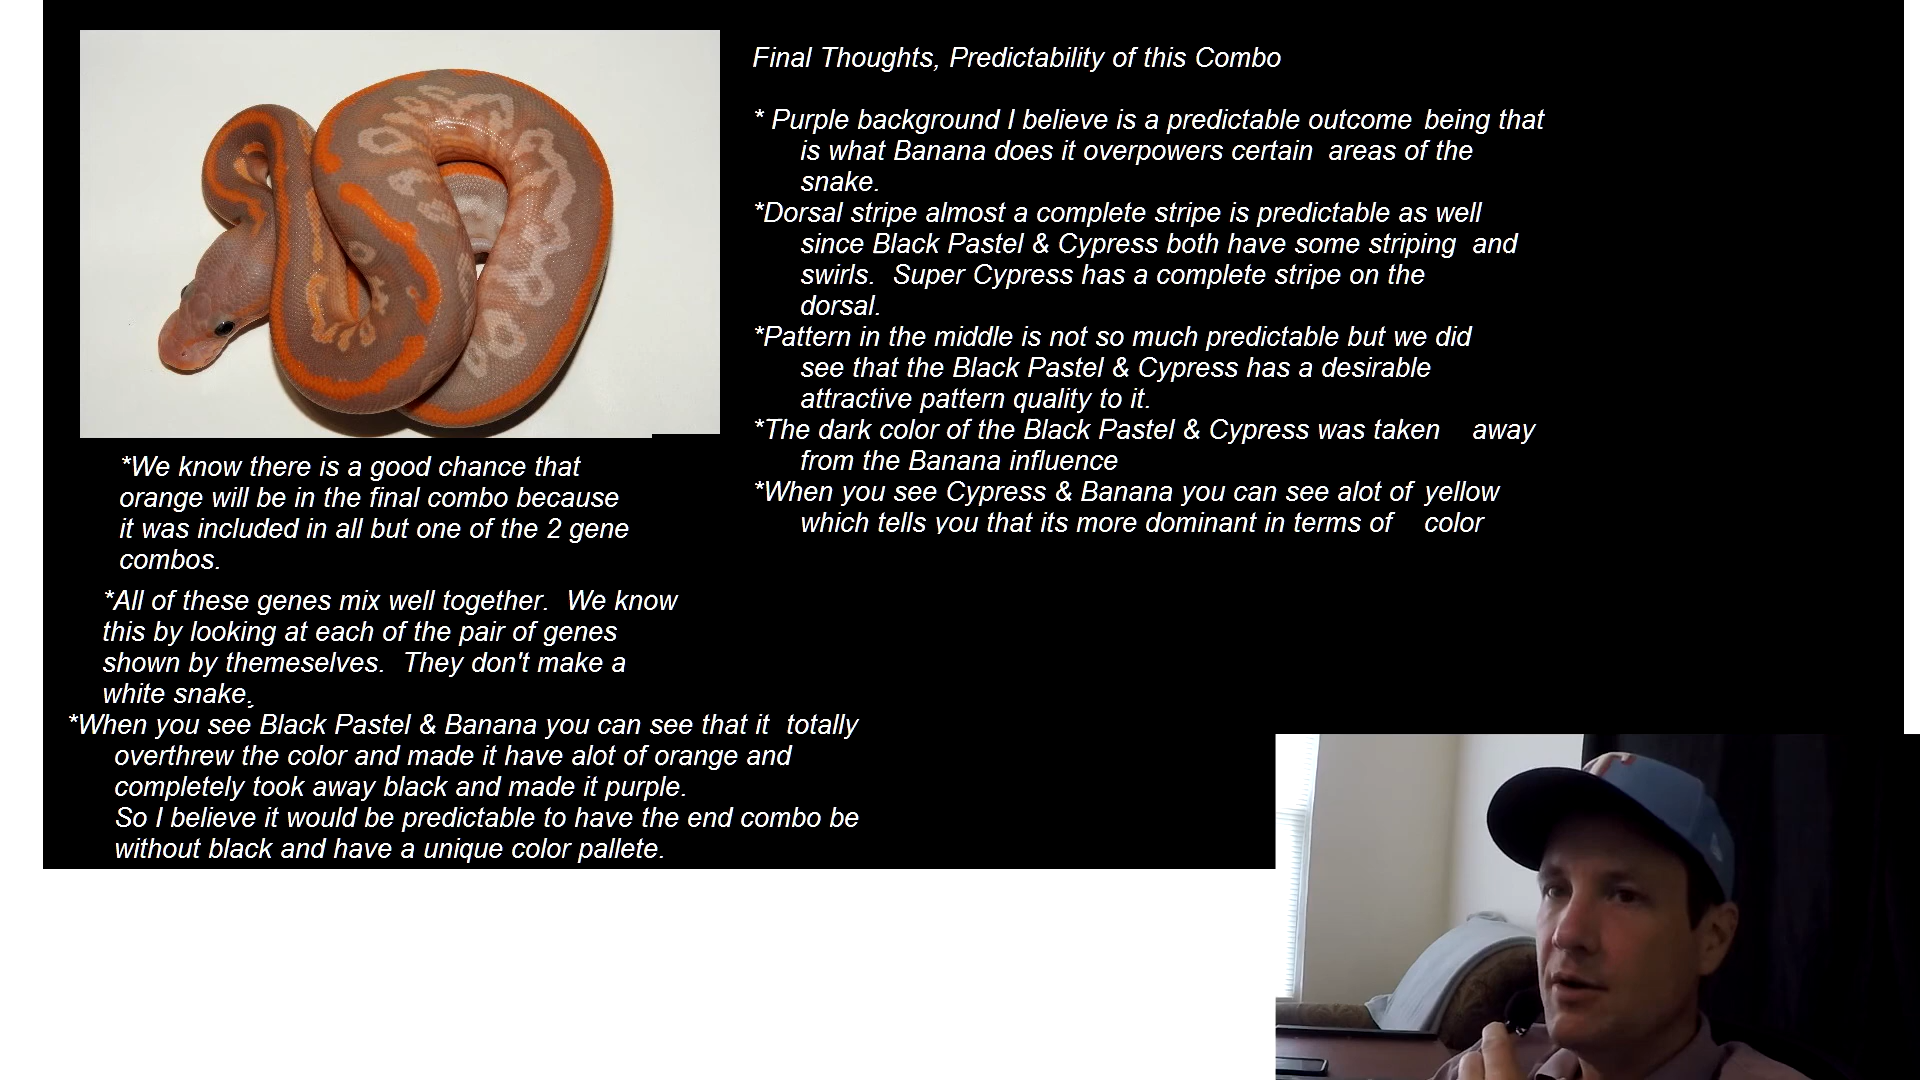 Final Thoughts, Predictability of this Combo
* Purple background I believe is a predictable outcome being that
is what Banana does it overpowers certain areas of the
snake.
*Dorsal stripe almost a complete stripe is predictable as well
since Black Pastel & Cypress both have some striping and
swirls. Super Cypress has a complete stripe on the
dorsal.
*Pattern in the middle is not so much predictable but we did
see that the Black Pastel & Cypress has a desirable
attractive pattern quality to it.
*The dark color of the Black Pastel & Cypress was taken away
from the Banana influence
*When you see Cypress & Banana you can see alot of yellow
which tells you that its more dominant in terms of color
*We know there is a good chance that
orange will be in the final combo because
it was included in all but one of the 2 gene
combos.
*All of these genes mix well together. We know
this by looking at each of the pair of genes
shown by themeselves. They don't make a
white snake.
*When you see Black Pastel & Banana you can see that it totally
overthrew the color and made it have alot of orange and
completely took away black and made it purple.
So I believe it would be predictable to have the end combo be
without black and have a unique color pallete.